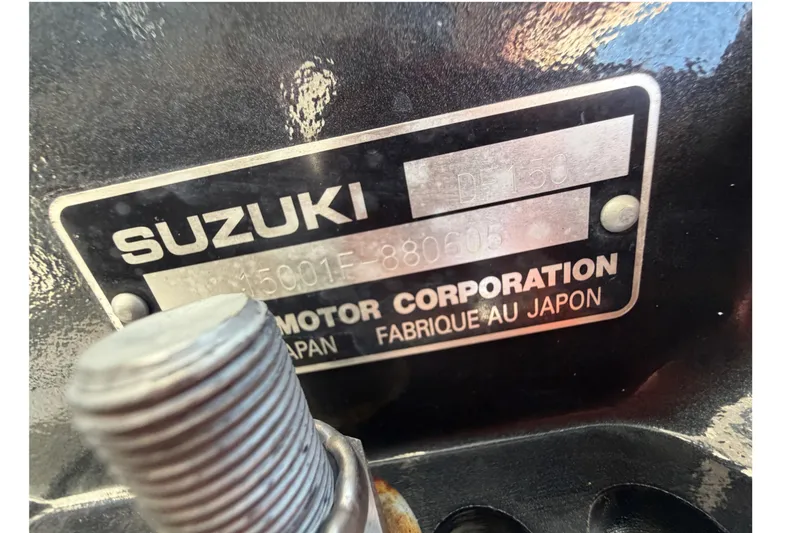 SUZUKI DF150
15001F-880605
MOTOR CORPORATION
APAN FABRIQUE AU JAPON